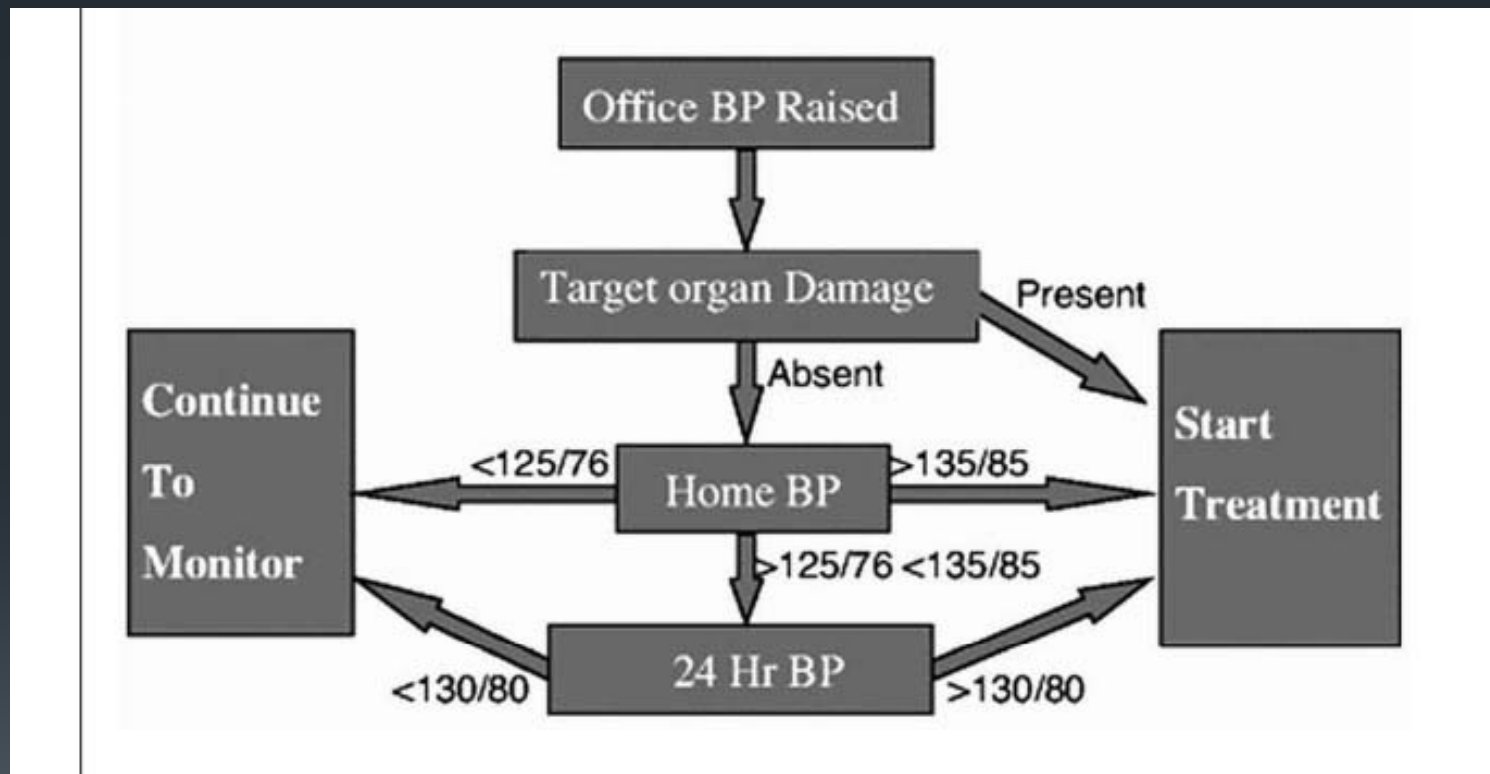 Office BP Raised
Target organ Damage
Present
Absent
Continue
To
Monitor
<125/76
Home BP
>135/85
Start
Treatment
>125/76 <135/85
24 Hr BP
<130/80
>130/80